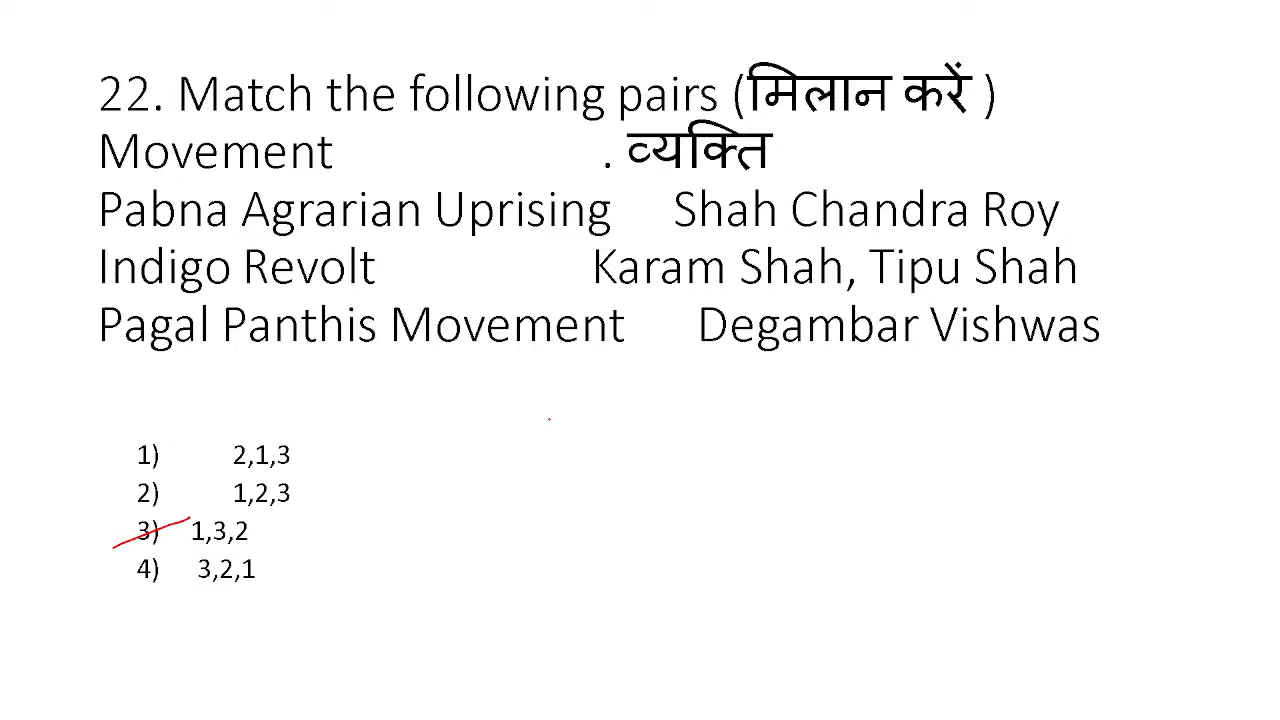 22. Match the following pairs (मिलान करें )
Movement . व्यक्ति
Pabna Agrarian Uprising Shah Chandra Roy
Indigo Revolt Karam Shah, Tipu Shah
Pagal Panthis Movement Degambar Vishwas
1) 2,1,3
2) 1,2,3
3) 1,3,2
4) 3,2,1